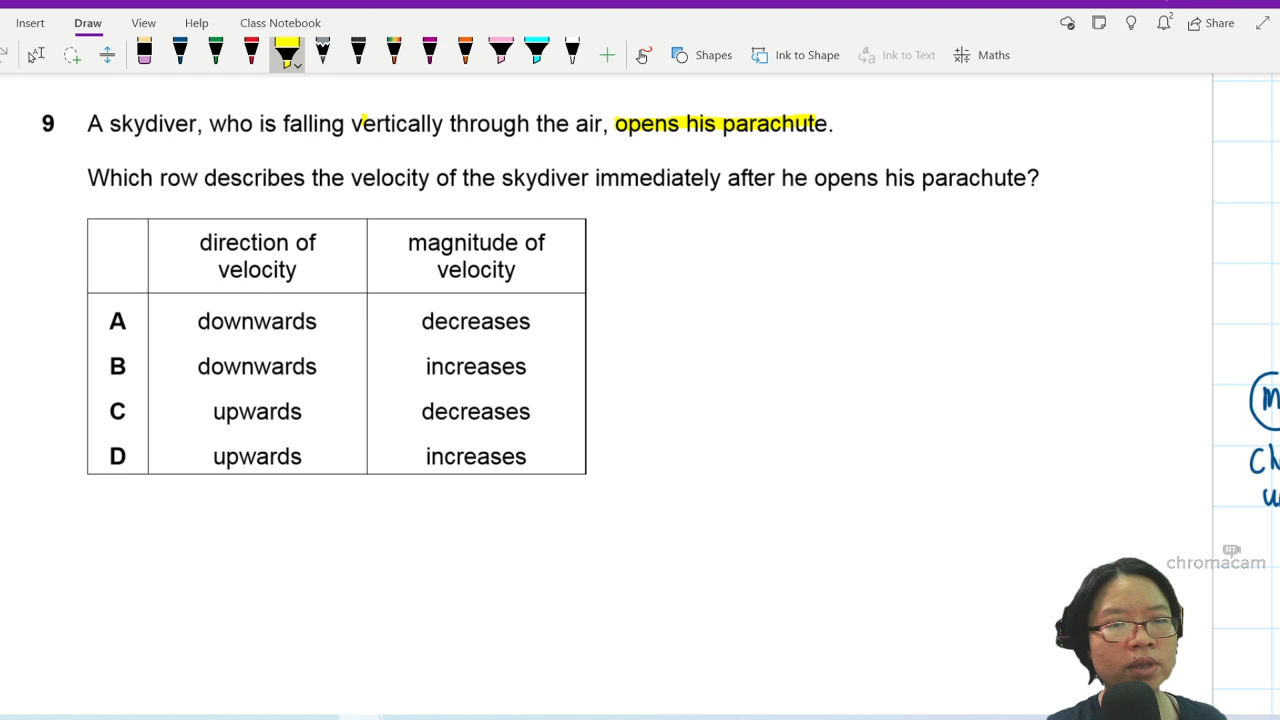 Insert Draw View Help Class Notebook 2 Share
Shapes Ink to Shape Ink to Text Maths
9 A skydiver, who is falling vertically through the air, opens his parachute.
Which row describes the velocity of the skydiver immediately after he opens his parachute?
direction of velocity magnitude of velocity
A downwards decreases
B downwards increases
C upwards decreases
D upwards increases
chromacam